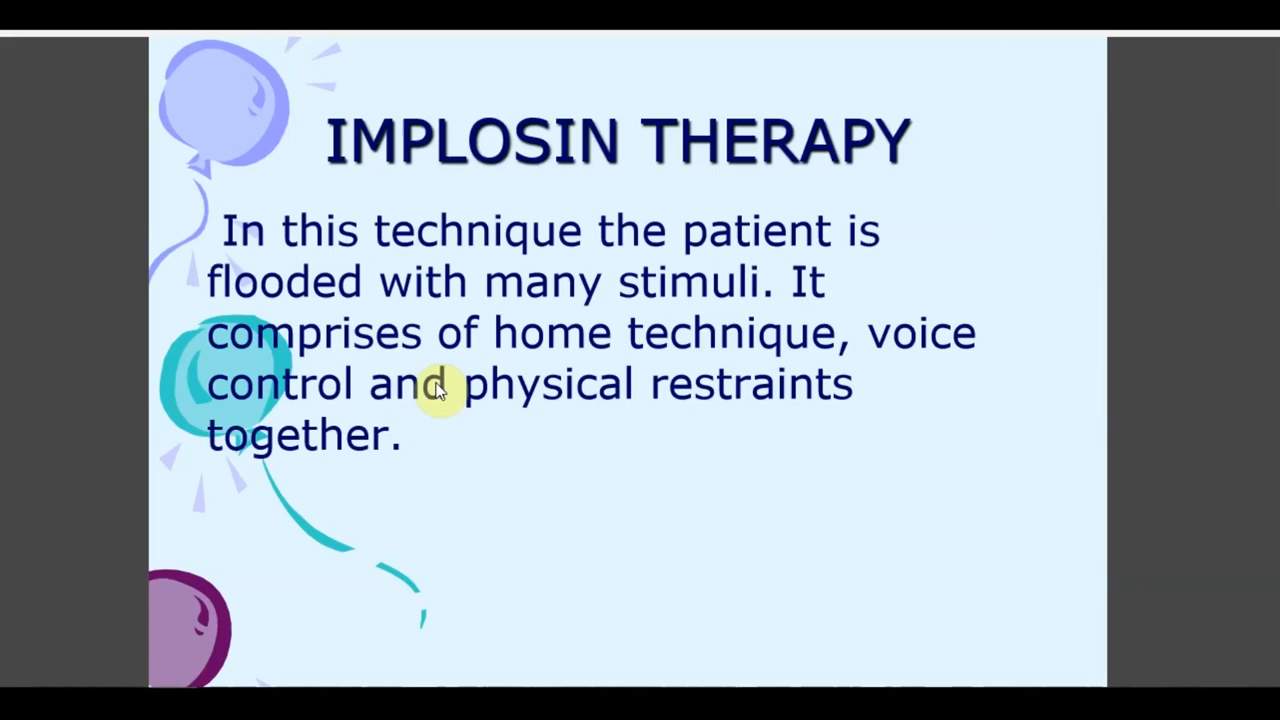 IMPLOSIN THERAPY
In this technique the patient is
flooded with many stimuli. It
comprises of home technique, voice
control and physical restraints
together.